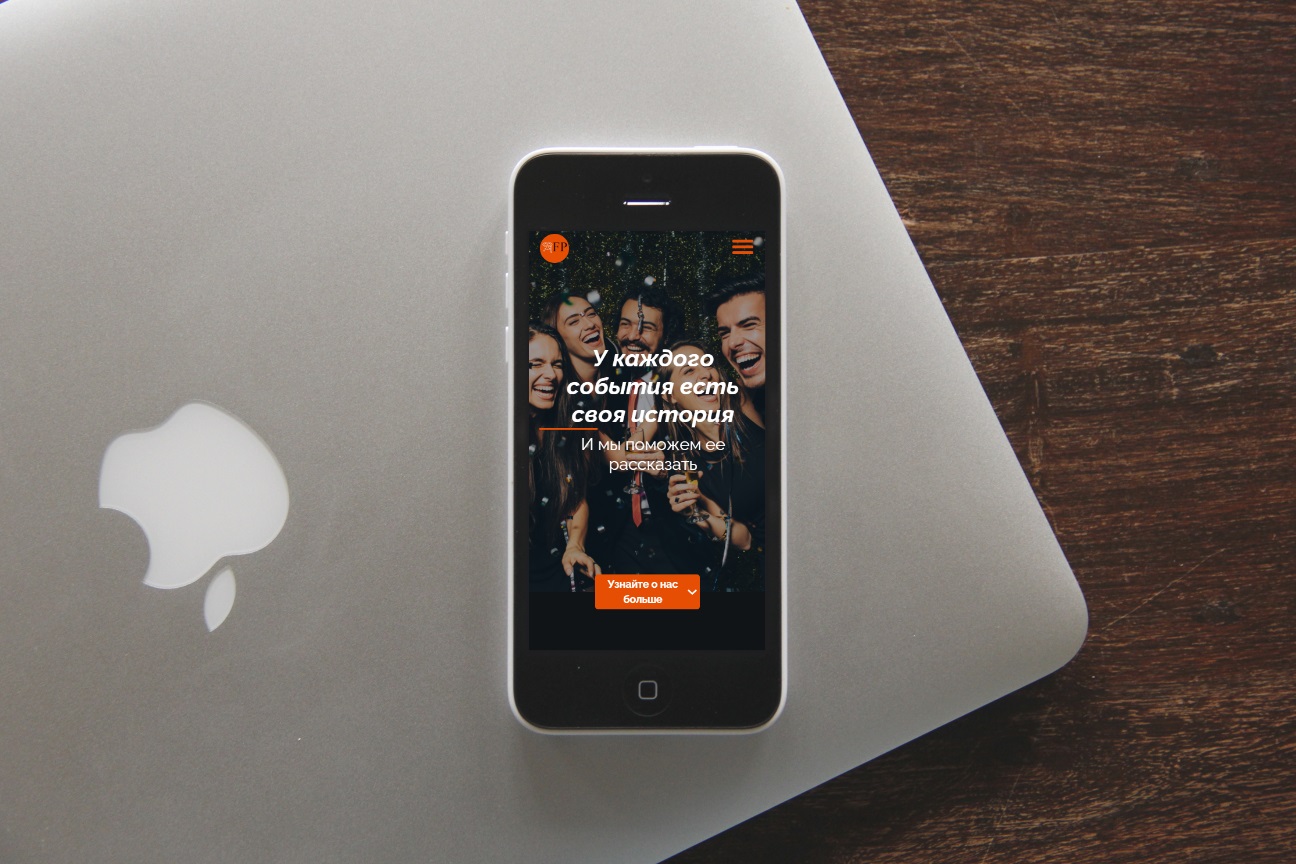 FP
У каждого
события есть
своя история
И мы поможем ее
рассказать
Узнайте о нас
больше